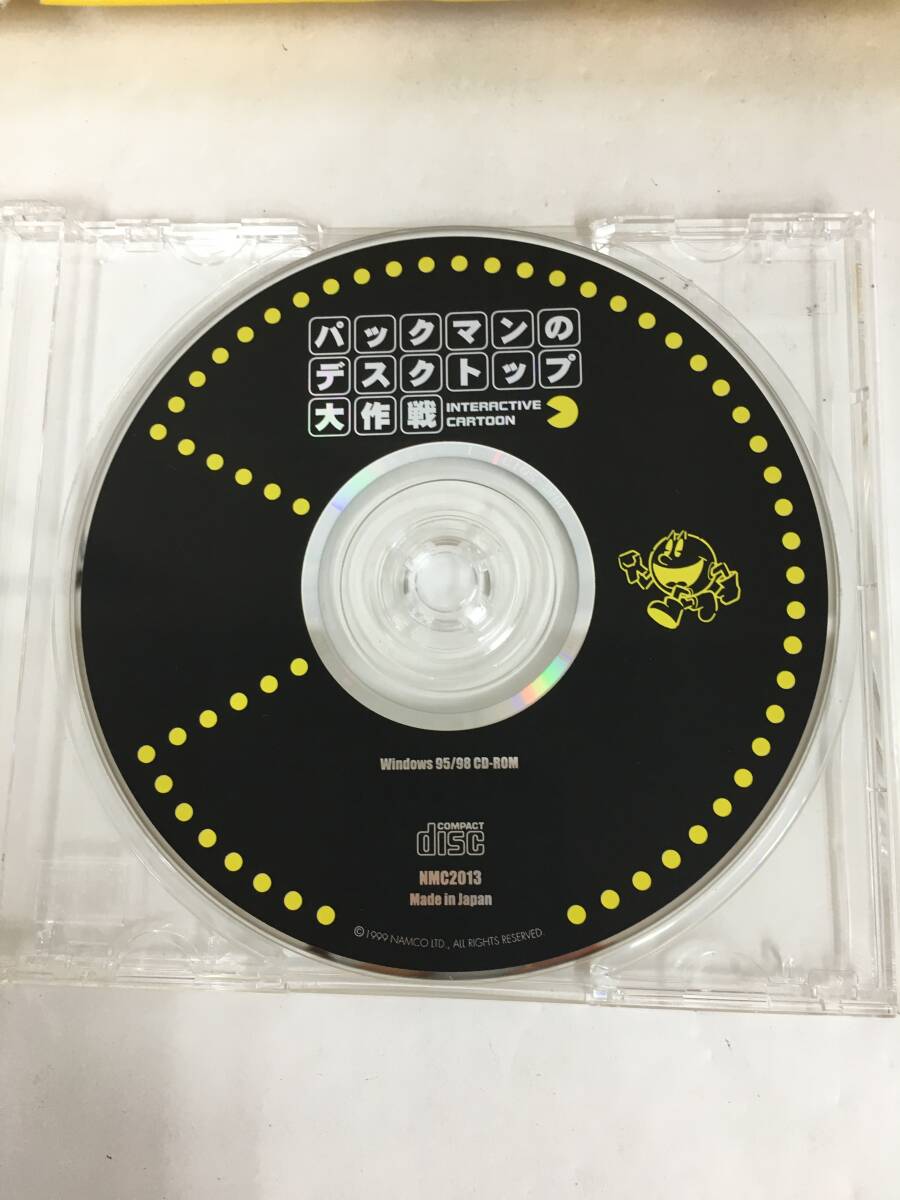 パックマンの
デスクトップ
大作戦 INTERACTIVE
CARTOON
Windows 95/98 CD-ROM
COMPACT
disc
NMC2013
Made in Japan
©1999 NAMCO LTD., ALL RIGHTS RESERVED.